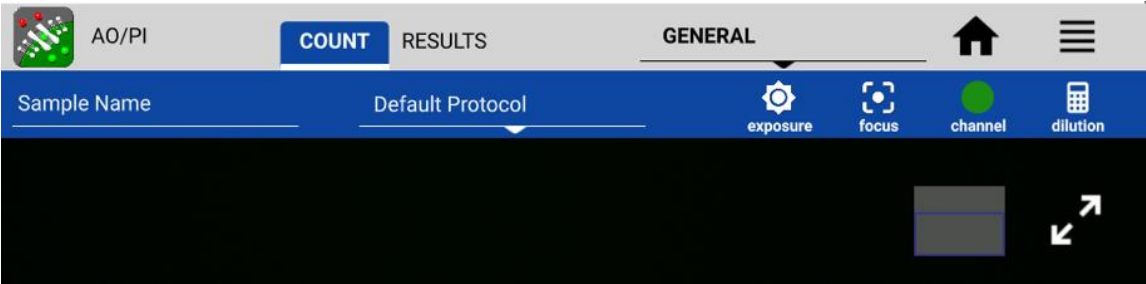 AO/PI COUNT RESULTS GENERAL
Sample Name Default Protocol
exposure focus channel dilution